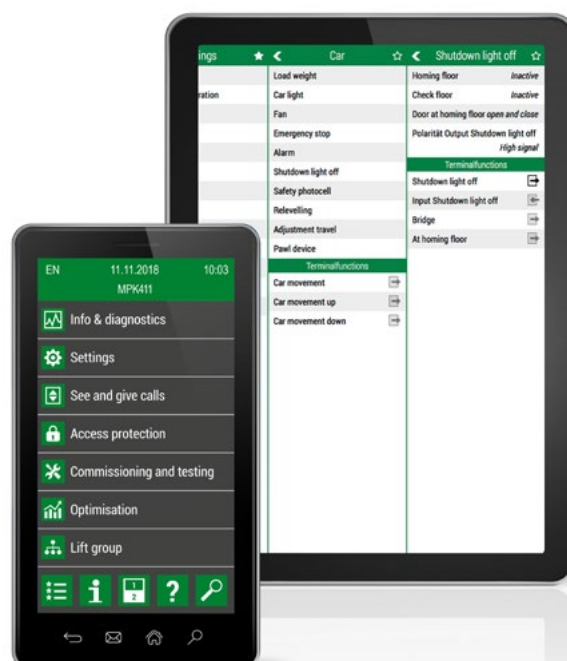 ings
Car
Shutdown light off
Load weight
ration
Car light
Fan
Emergency stop
Alarm
Shutdown light off
Safety photocell
Relevelling
Adjustment travel
Pawl device
Terminalfunctions
Car movement
Car movement up
Car movement down
Homing floor Inactive
Check floor Inactive
Door at homing floor open and close
Polarität Output Shutdown light off
High signal
Terminalfunctions
Shutdown light off
Input Shutdown light off
Bridge
At homing floor
EN 11.11.2018 10:03
MPK411
Info & diagnostics
Settings
See and give calls
Access protection
Commissioning and testing
Optimisation
Lift group
i 1 2 ?